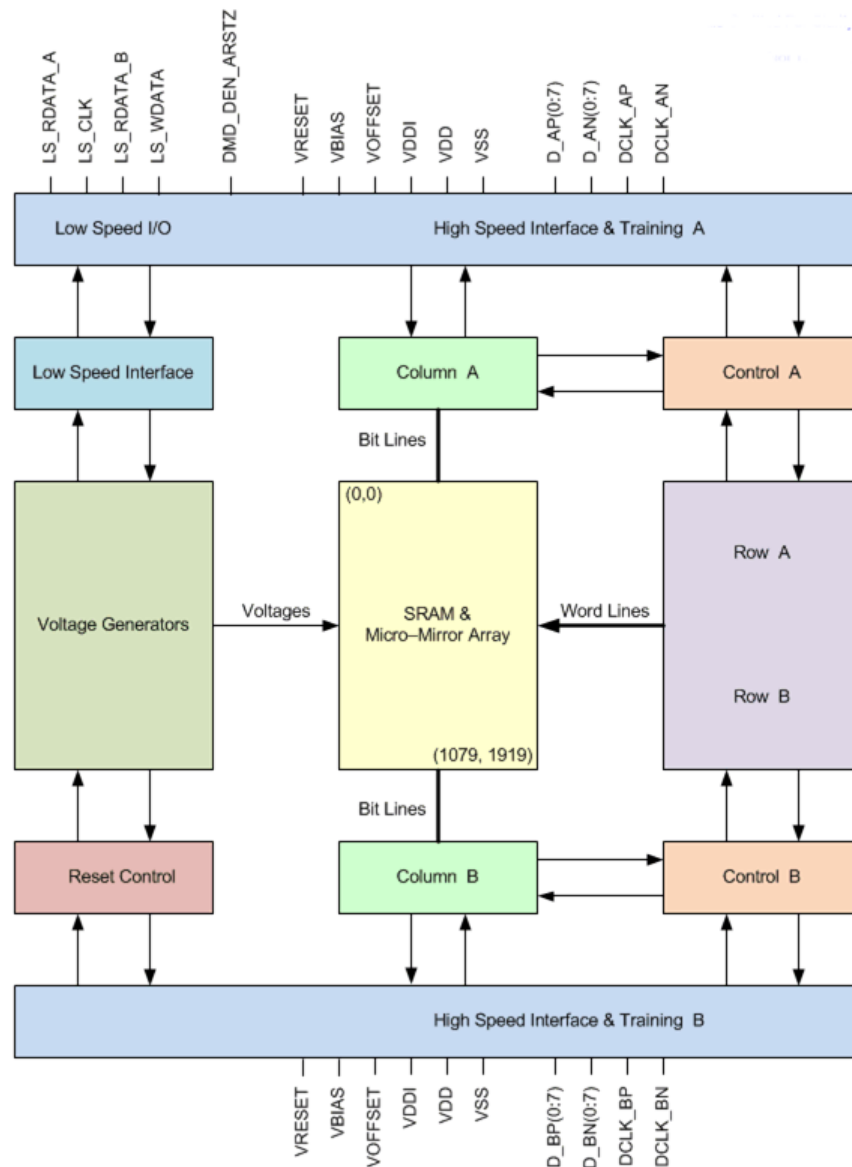 LS_RDATA_A
LS_CLK
LS_RDATA_B
LS_WDATA
DMD_DEN_ARSTZ
VRESET
VBIAS
VOFFSET
VDDI
VDD
VSS
D_AP(0:7)
D_AN(0:7)
DCLK_AP
DCLK_AN
Low Speed I/O
High Speed Interface & Training A
Low Speed Interface
Column A
Control A
Bit Lines
(0,0)
Voltage Generators
Voltages
SRAM &
Micro–Mirror Array
Word Lines
Row A
Row B
(1079, 1919)
Bit Lines
Reset Control
Column B
Control B
High Speed Interface & Training B
VRESET
VBIAS
VOFFSET
VDDI
VDD
VSS
D_BP(0:7)
D_BN(0:7)
DCLK_BP
DCLK_BN